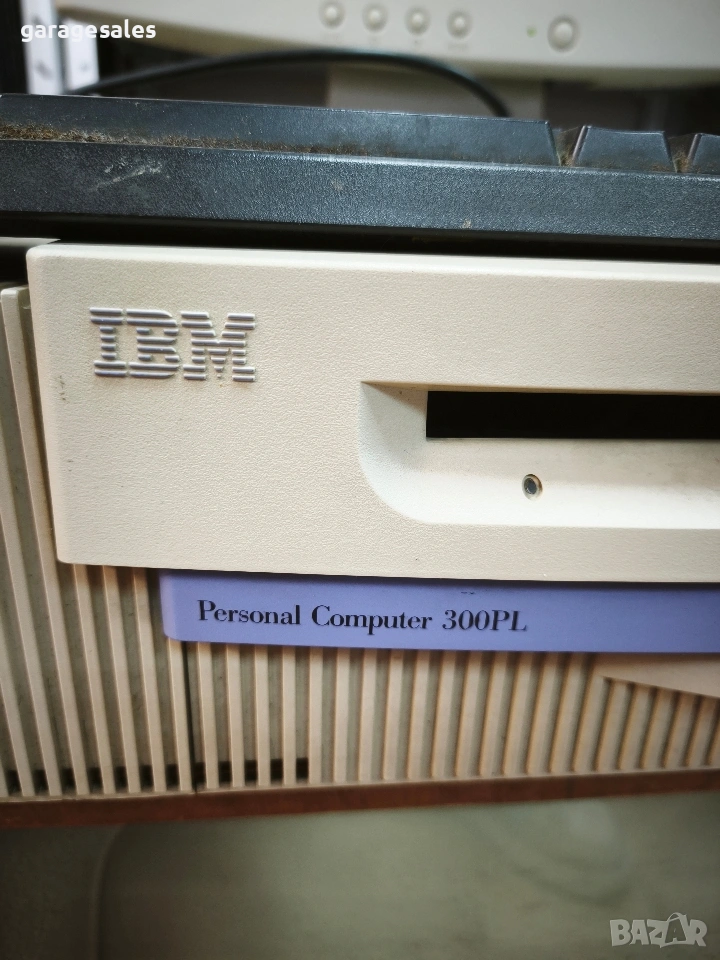 garagesales
IBM
Personal Computer 300PL
BAZAR